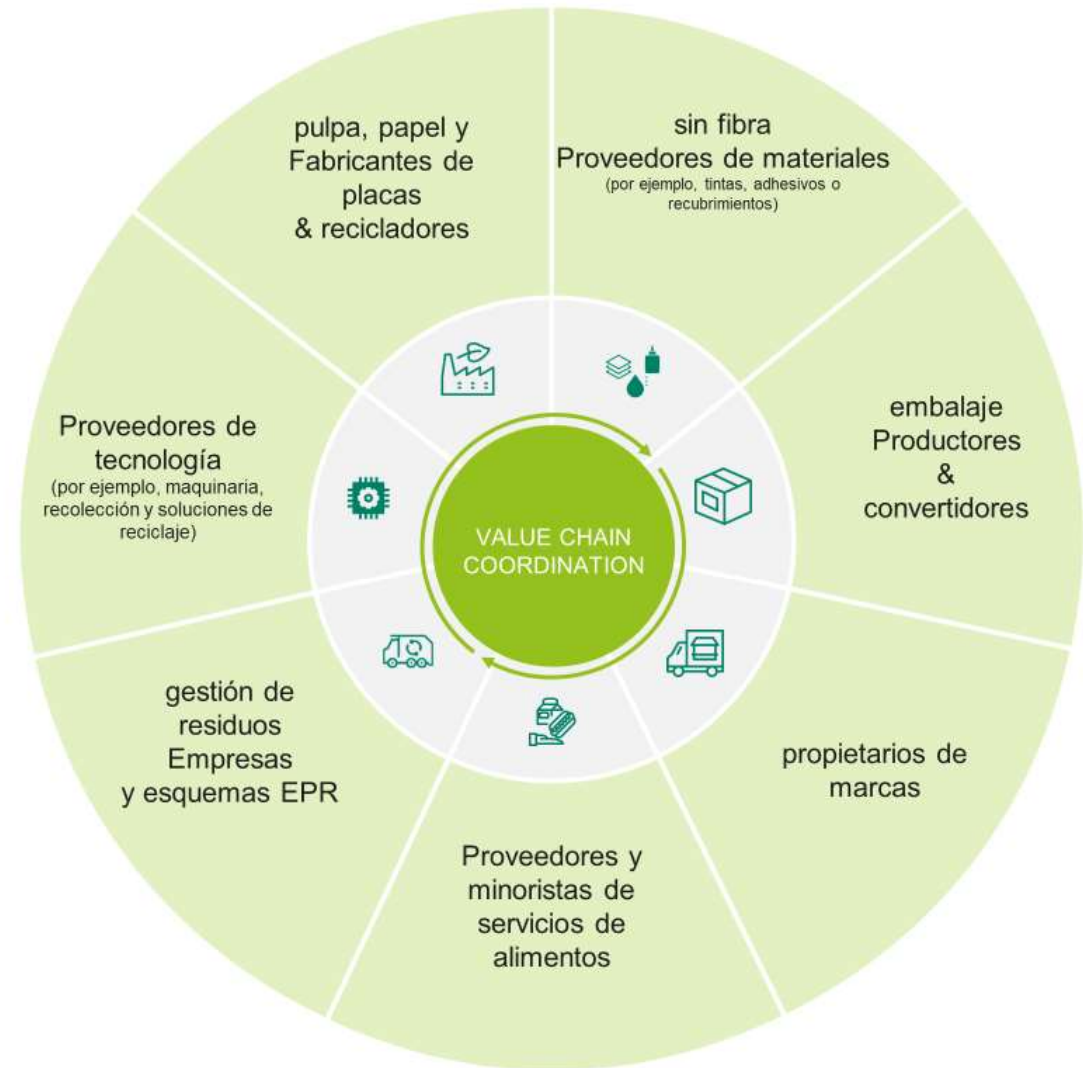 pulpa, papel y
Fabricantes de
placas
& recicladores
sin fibra
Proveedores de materiales
(por ejemplo, tintas, adhesivos o
recubrimientos)
embalaje
Productores
&
convertidores
propietarios de
marcas
Proveedores y
minoristas de
servicios de
alimentos
gestión de
residuos
Empresas
y esquemas EPR
Proveedores de
tecnología
(por ejemplo, maquinaria,
recolección y soluciones de
reciclaje)
VALUE CHAIN
COORDINATION